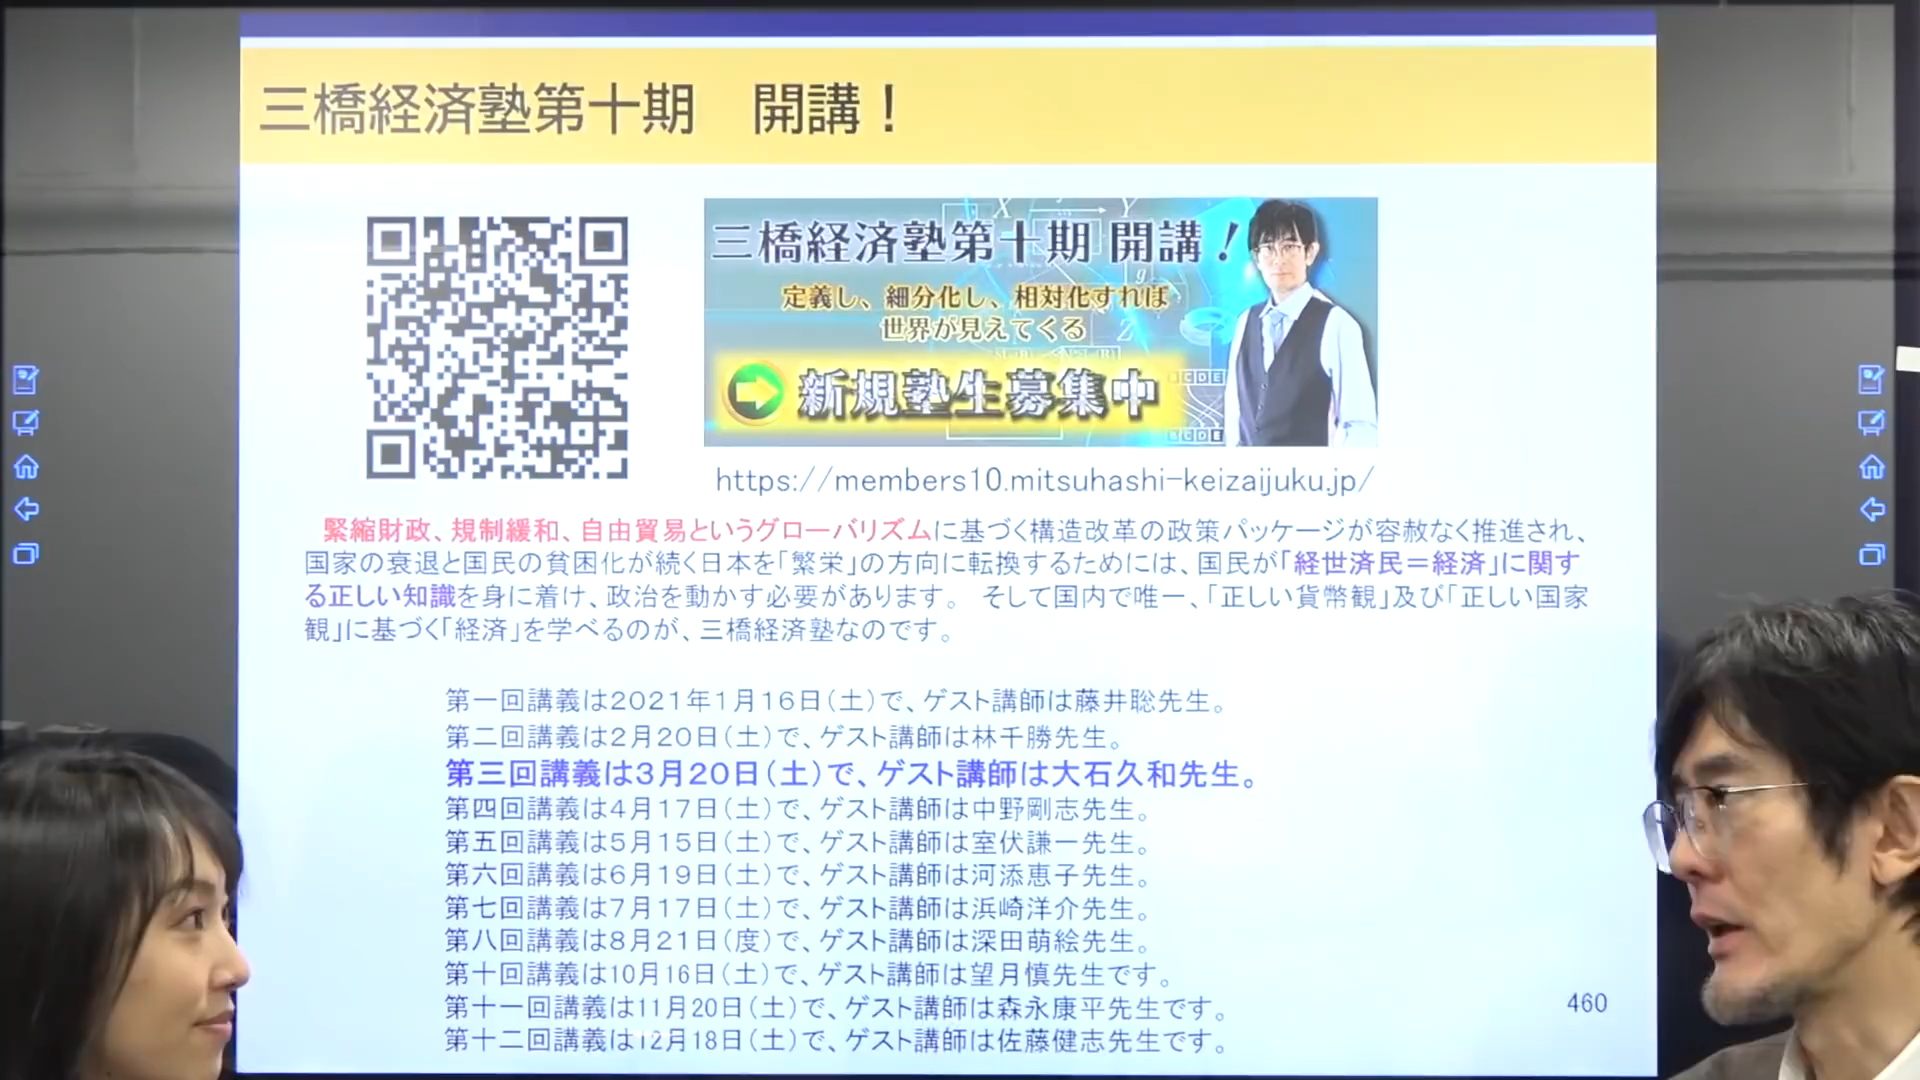 三橋経済塾第十期　開講！
三橋経済塾第十期 開講！
定義し、細分化し、相対化すれば
世界が見えてくる
新規塾生募集中
https://members10.mitsuhashi-keizaijuku.jp/
緊縮財政、規制緩和、自由貿易というグローバリズムに基づく構造改革の政策パッケージが容赦なく推進され、
国家の衰退と国民の貧困化が続く日本を「繁栄」の方向に転換するためには、国民が「経世済民＝経済」に関す
る正しい知識を身に着け、政治を動かす必要があります。　そして国内で唯一、「正しい貨幣観」及び「正しい国家
観」に基づく「経済」を学べるのが、三橋経済塾なのです。
第一回講義は２０２１年１月１６日（土）で、ゲスト講師は藤井聡先生。
第二回講義は２月２０日（土）で、ゲスト講師は林千勝先生。
第三回講義は３月２０日（土）で、ゲスト講師は大石久和先生。
第四回講義は４月１７日（土）で、ゲスト講師は中野剛志先生。
第五回講義は５月１５日（土）で、ゲスト講師は室伏謙一先生。
第六回講義は６月１９日（土）で、ゲスト講師は河添恵子先生。
第七回講義は７月１７日（土）で、ゲスト講師は浜崎洋介先生。
第八回講義は８月２１日（度）で、ゲスト講師は深田萌絵先生。
第十回講義は10月16日（土）で、ゲスト講師は望月慎先生です。
第十一回講義は11月20日（土）で、ゲスト講師は森永康平先生です。
第十二回講義は12月18日（土）で、ゲスト講師は佐藤健志先生です。
460